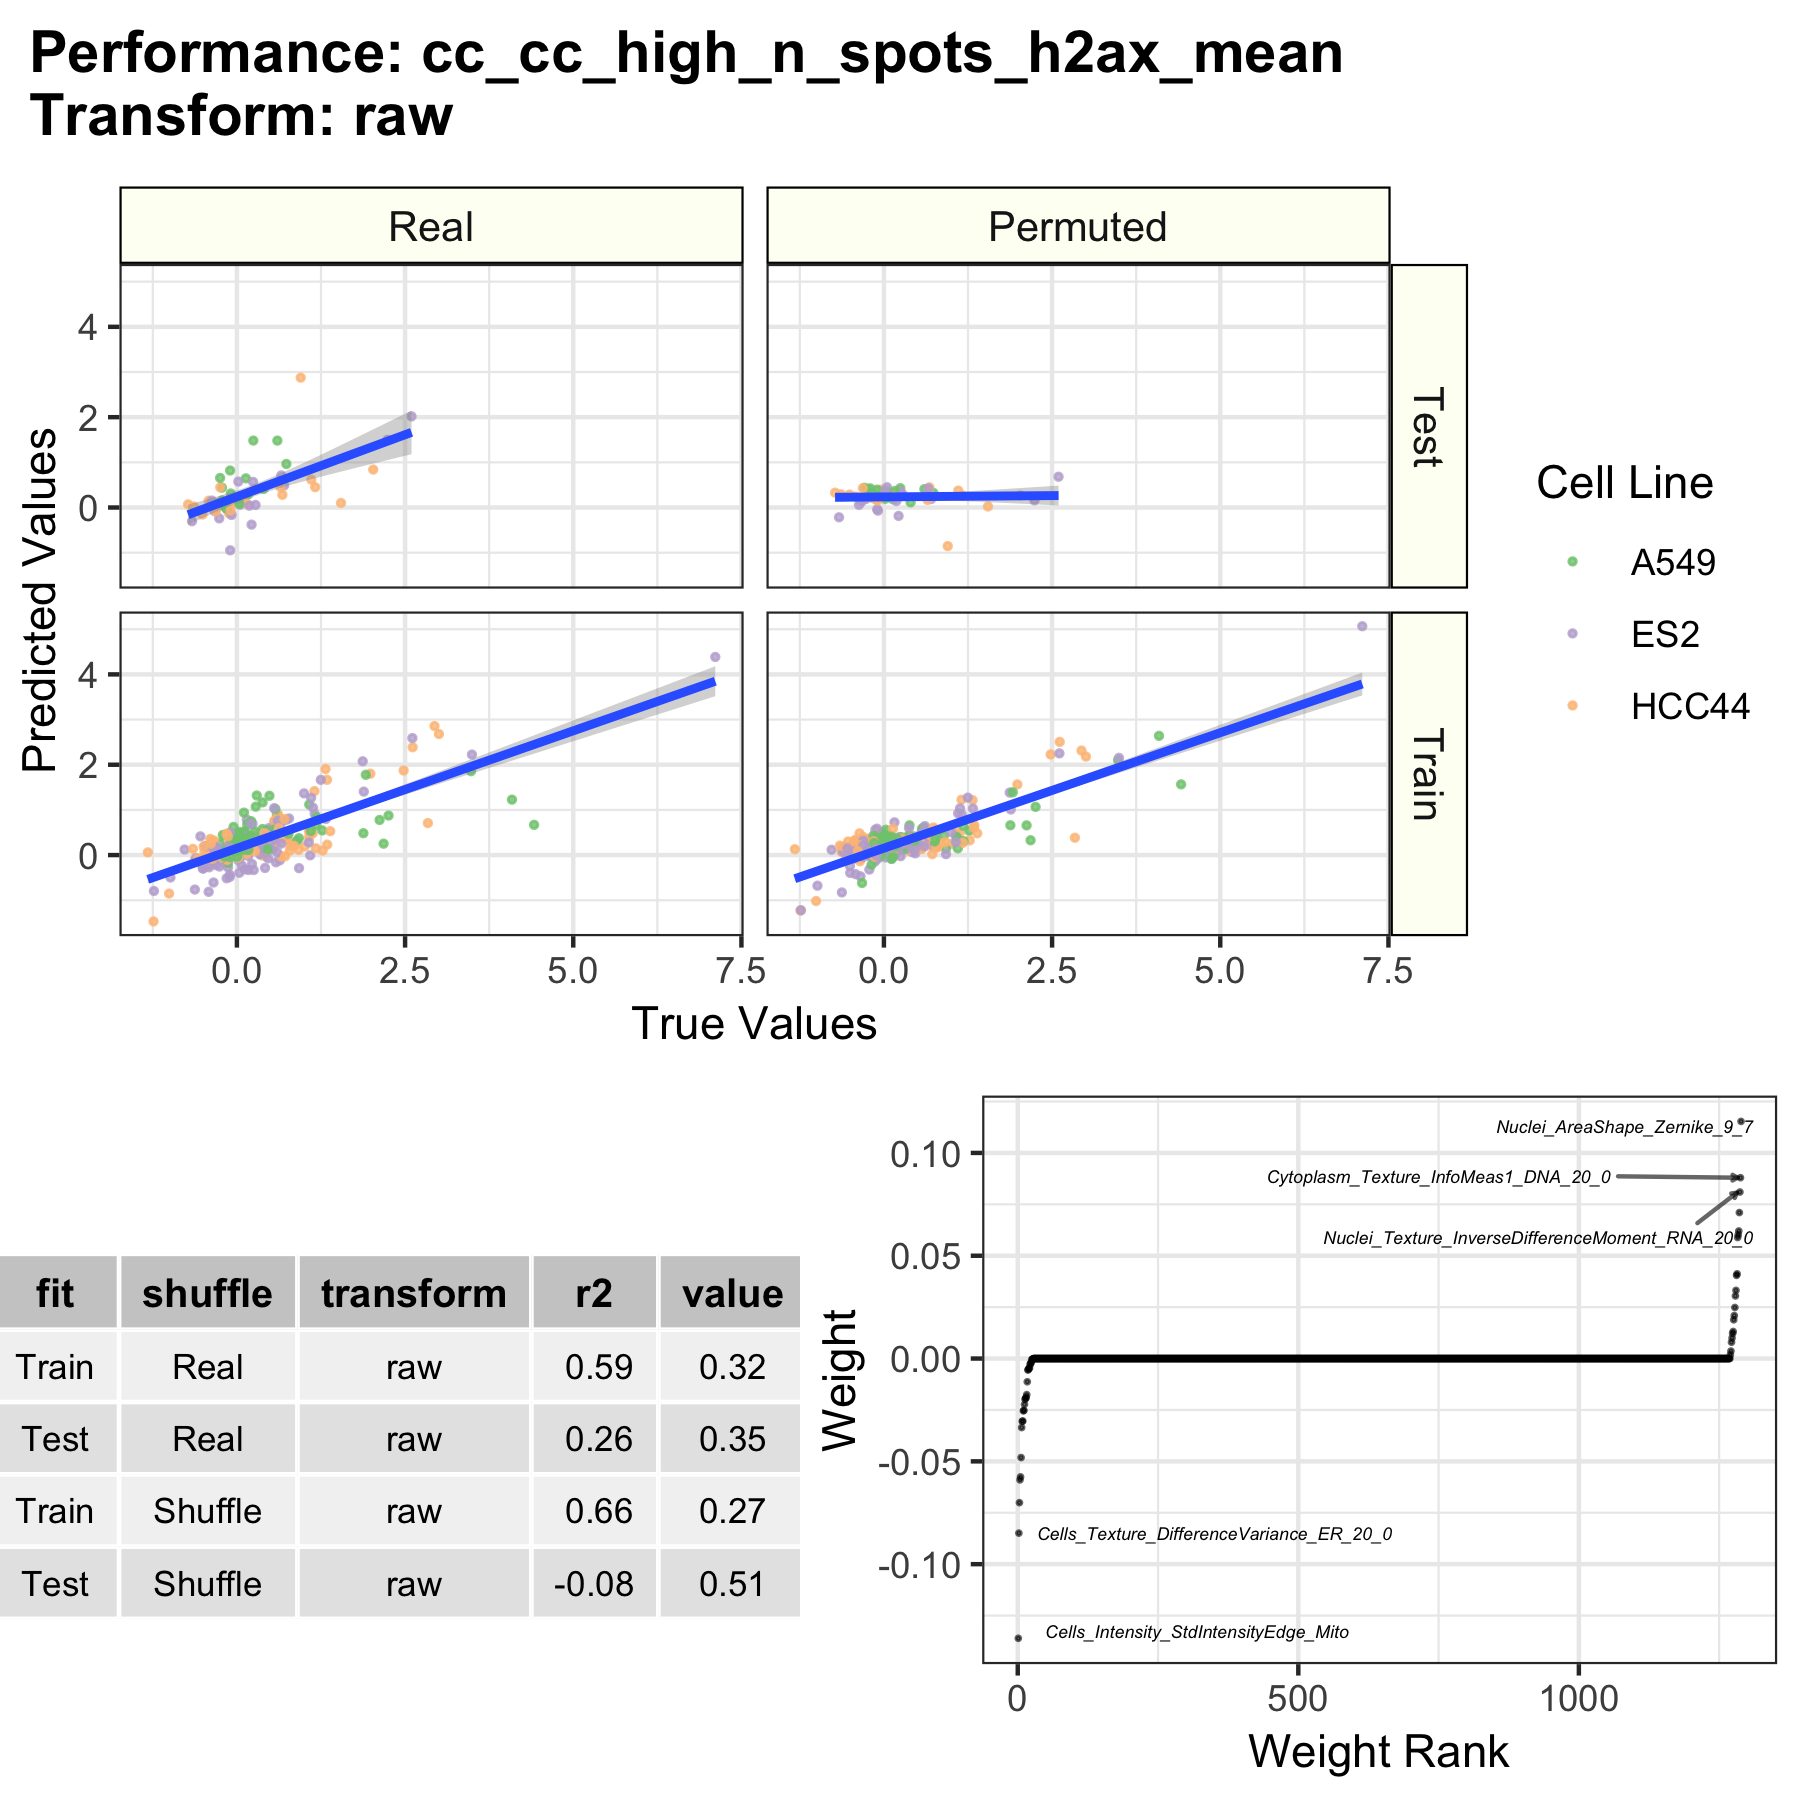 Performance: cc_cc_high_n_spots_h2ax_mean
Transform: raw
Real
Permuted
4
2
0
Test
4
2
0
Train
0.0
2.5
5.0
7.5
0.0
2.5
5.0
7.5
True Values
Predicted Values
Cell Line
A549
ES2
HCC44
fit shuffle transform r2 value
Train Real raw 0.59 0.32
Test Real raw 0.26 0.35
Train Shuffle raw 0.66 0.27
Test Shuffle raw -0.08 0.51
Weight
0.10
0.05
0.00
-0.05
-0.10
Nuclei_AreaShape_Zernike_9_7
Cytoplasm_Texture_InfoMeas1_DNA_20_0
Nuclei_Texture_InverseDifferenceMoment_RNA_20_0
Cells_Texture_DifferenceVariance_ER_20_0
Cells_Intensity_StdIntensityEdge_Mito
0
500
1000
Weight Rank